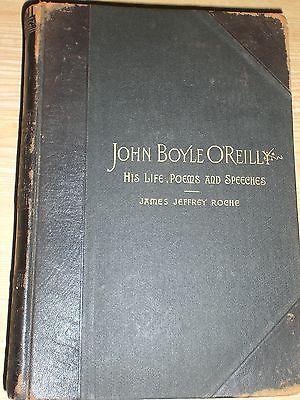 JOHN BOYLE O'REILLY
HIS LIFE, POEMS AND SPEECHES
JAMES JEFFREY ROCHE